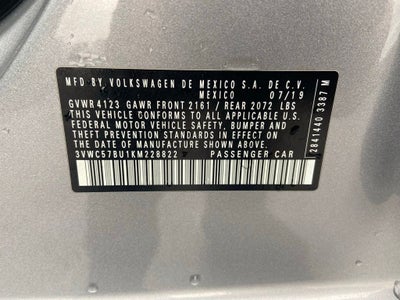 MFD BY VOLKSWAGEN DE MEXICO S.A. DE C.V.
MEXICO 07/19
GVWR 4123 GAWR FRONT 2161 / REAR 2072 LBS
THIS VEHICLE CONFORMS TO ALL APPLICABLE
FEDERAL MOTOR VEHICLE SAFETY, BUMPER AND
THEFT PREVENTION STANDARDS IN EFFECT ON
THE DATE OF MANUFACTURE SHOWN ABOVE.
3VWC57BU1KM228822 PASSENGER CAR
2841440 3387 M